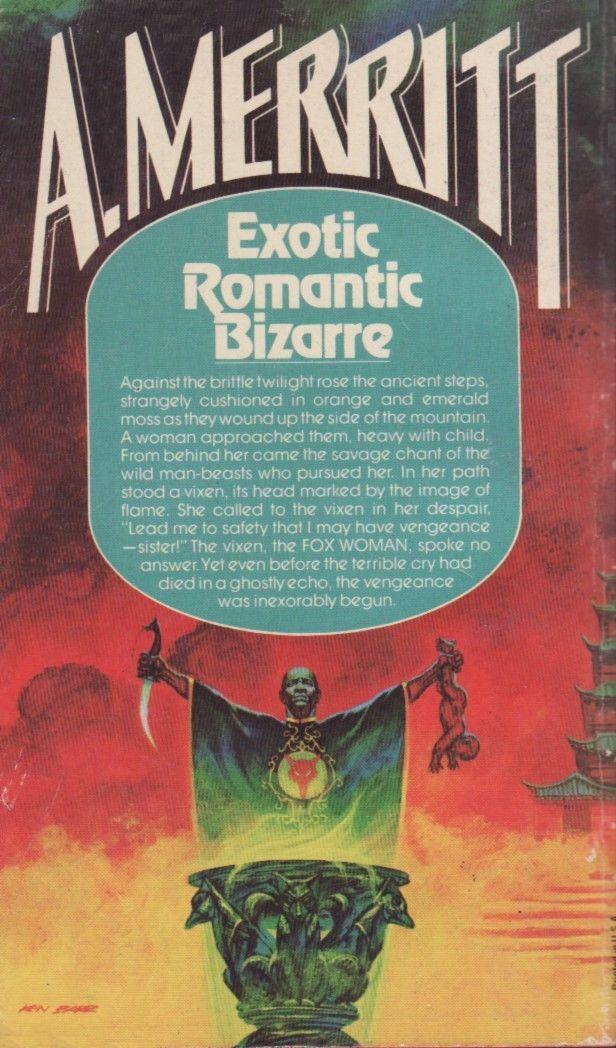 A. MERRITT
Exotic
Romantic
Bizarre
Against the brittle twilight rose the ancient steps,
strangely cushioned in orange and emerald
moss as they wound up the side of the mountain.
A woman approached them, heavy with child.
From behind her came the savage chant of the
wild man-beasts who pursued her. In her path
stood a vixen, its head marked by the image of
flame. She called to the vixen in her despair,
"Lead me to safety that I may have vengeance
—sister!" The vixen, the FOX WOMAN, spoke no
answer. Yet even before the terrible cry had
died in a ghostly echo, the vengeance
was inexorably begun.
KEN BARR